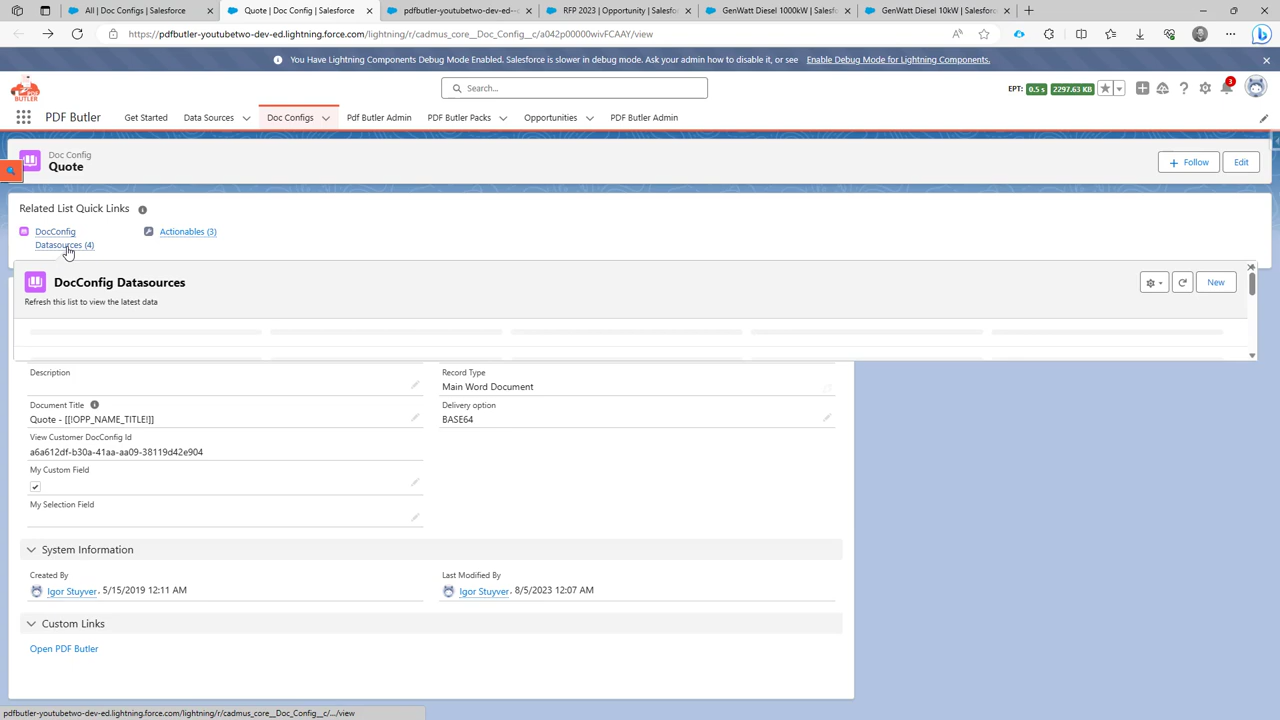 All | Doc Configs | Salesforce
Quote | Doc Config | Salesforce
pdfbutler-youtubetwo-dev-ed--
RFP 2023 | Opportunity | Salesfo
GenWatt Diesel 1000kW | Salesfo
GenWatt Diesel 10kW | Salesforc
https://pdfbutler-youtubetwo-dev-ed.lightning.force.com/lightning/r/cadmus_core__Doc_Config__c/a042p00000wivFCAAY/view
You Have Lightning Components Debug Mode Enabled. Salesforce is slower in debug mode. Ask your admin how to disable it, or see Enable Debug Mode for Lightning Components.
BUTLER
Search...
EPT: 0.5 s 2297.63 KB
3
PDF Butler
Get Started
Data Sources
Doc Configs
Pdf Butler Admin
PDF Butler Packs
Opportunities
PDF Butler Admin
Doc Config
Quote
Follow
Edit
Related List Quick Links
DocConfig
Datasources (4)
Actionables (3)
DocConfig Datasources
Refresh this list to view the latest data
New
Description
Record Type
Main Word Document
Document Title
Quote - [[!OPP_NAME_TITLE!]]
Delivery option
BASE64
View Customer DocConfig Id
a6a612df-b30a-41aa-aa09-38119d42e904
My Custom Field
My Selection Field
System Information
Created By
Igor Stuyver, 5/15/2019 12:11 AM
Last Modified By
Igor Stuyver, 8/5/2023 12:07 AM
Custom Links
Open PDF Butler
pdfbutler-youtubetwo-dev-ed.lightning.force.com/lightning/r/cadmus_core__Doc_Config__c/.../view